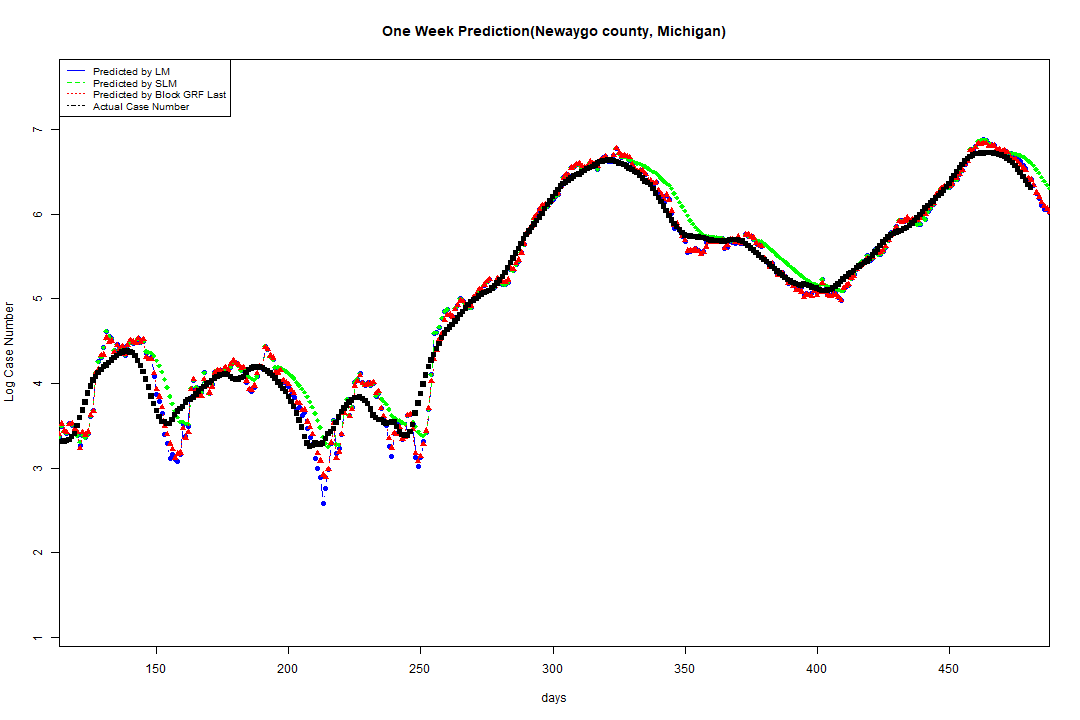 One Week Prediction(Newaygo county, Michigan)
Predicted by LM
Predicted by SLM
Predicted by Block GRF Last
Actual Case Number
7
6
5
4
3
2
1
Log Case Number
150 200 250 300 350 400 450
days